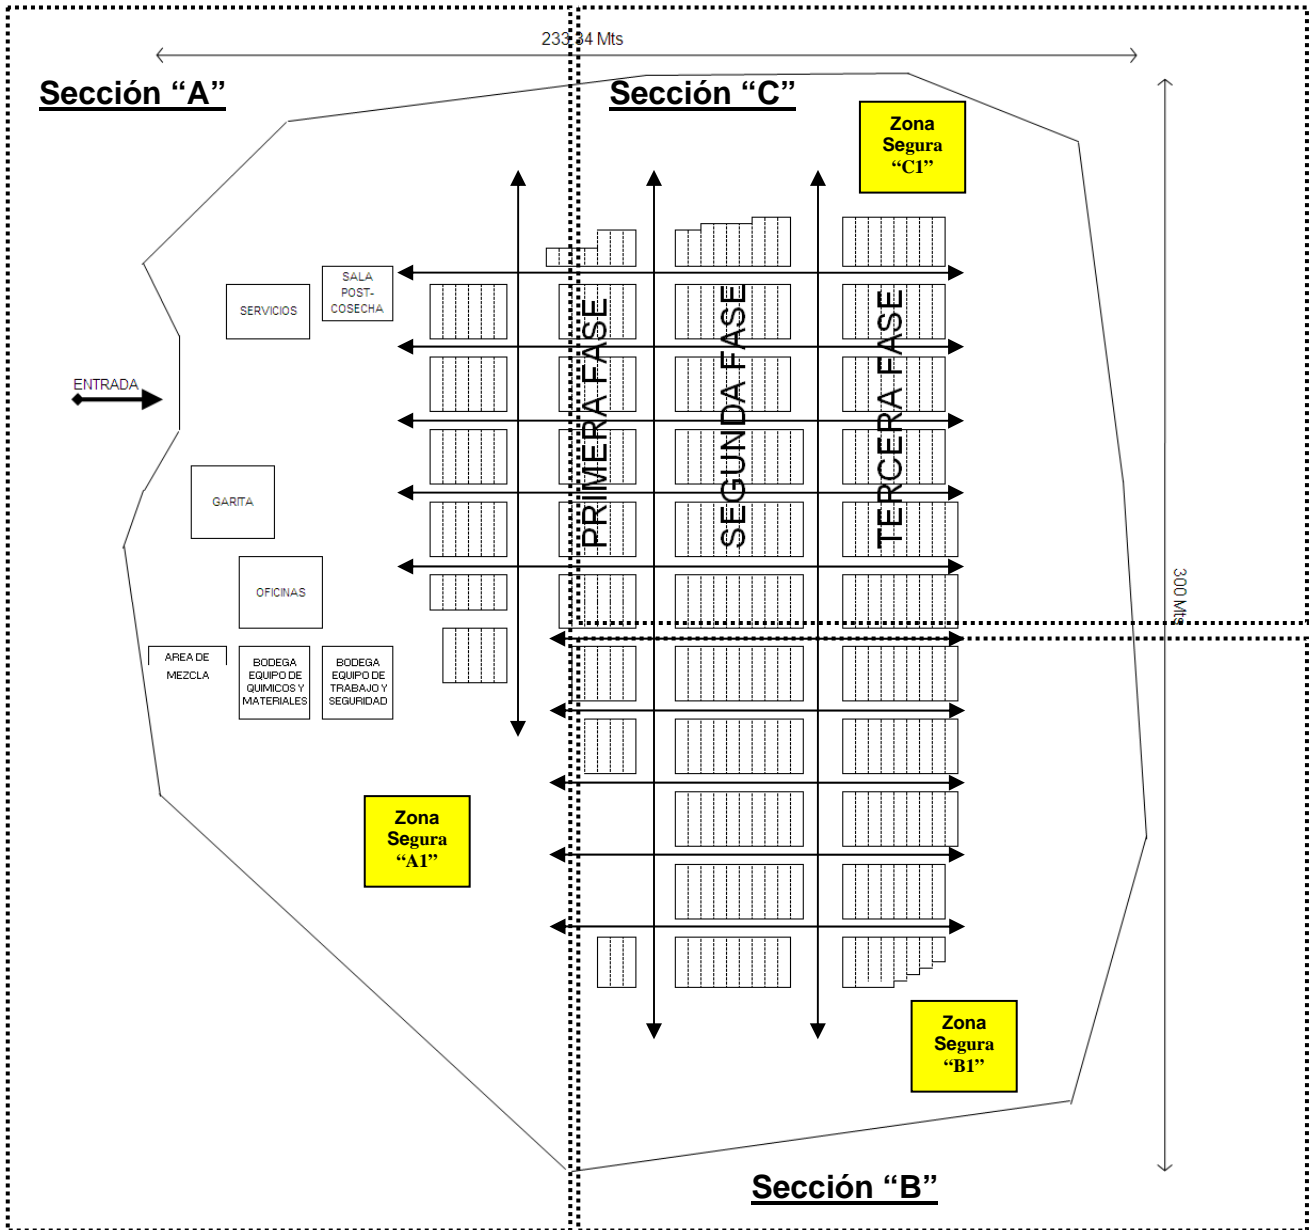 233.34 Mts
Sección “A”
Sección “C”
Zona
Segura
“C1”
SALA
POST-
COSECHA
SERVICIOS
PRIMERA FASE
SEGUNDA FASE
TERCERA FASE
ENTRADA
GARITA
OFICINAS
300 Mts
AREA DE
MEZCLA
BODEGA
EQUIPO DE
QUIMICOS Y
MATERIALES
BODEGA
EQUIPO DE
TRABAJO Y
SEGURIDAD
Zona
Segura
“A1”
Zona
Segura
“B1”
Sección “B”